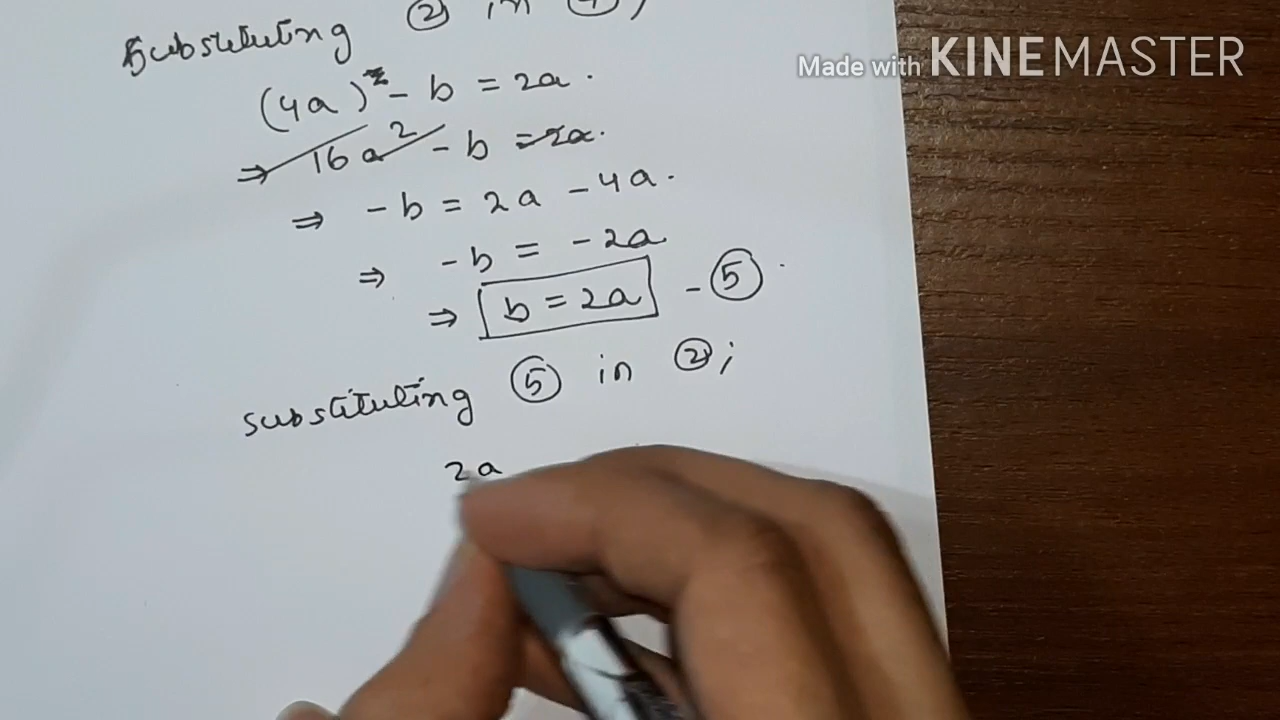 Substituting ② in ④;
Made with KINEMASTER
(4a) - b = 2a.
⇒ 16a² - b = 2a.
⇒ -b = 2a - 4a.
⇒ -b = -2a
⇒ b = 2a - ⑤
substituting ⑤ in ②;
2a